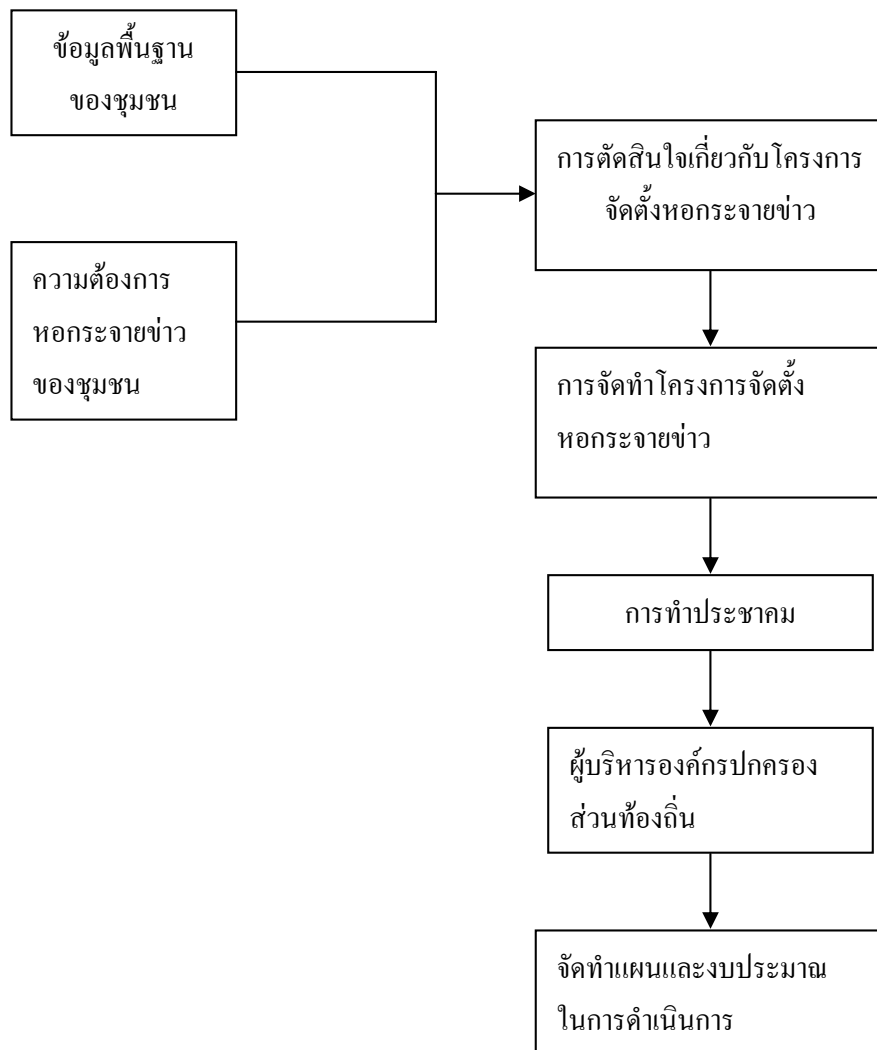 ข้อมูลพื้นฐาน
ของชุมชน
ความต้องการ
หอกระจายข่าว
ของชุมชน
การตัดสินใจเกี่ยวกับโครงการ
จัดตั้งหอกระจายข่าว
การจัดทำโครงการจัดตั้ง
หอกระจายข่าว
การทำประชาคม
ผู้บริหารองค์กรปกครอง
ส่วนท้องถิ่น
จัดทำแผนและงบประมาณ
ในการดำเนินการ